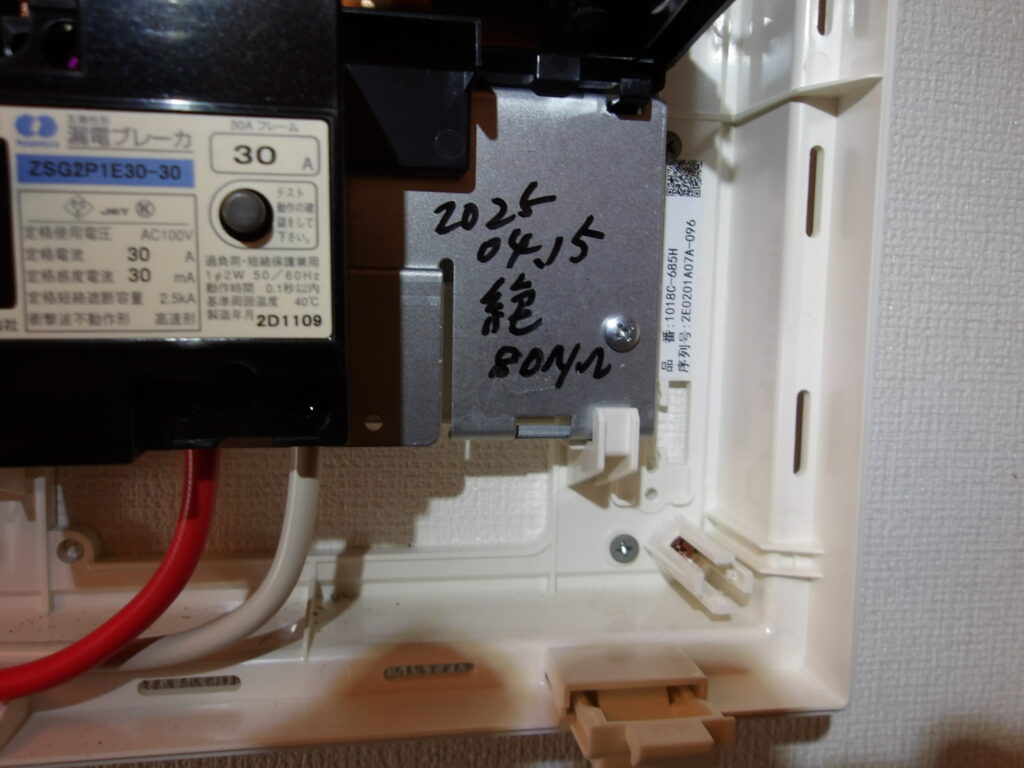 漏電ブレーカ
30Aフレーム
30 A
ZSG2P1E30-30
テスト
動作の確
認をして
下さい。
JET
定格使用電圧 AC100V
定格電流 30 A
定格感度電流 30 mA
定格短絡遮断容量 2.5kA
衝撃波不動作形 高速形
過負荷・短絡保護兼用
1φ2W 50/60Hz
動作時間 0.1秒以内
基準周囲温度 40℃
製造年月 2D1109
2025
04.15
絶
80MΩ
品 番:1018C-685H
序列号:2E0201A07A-096